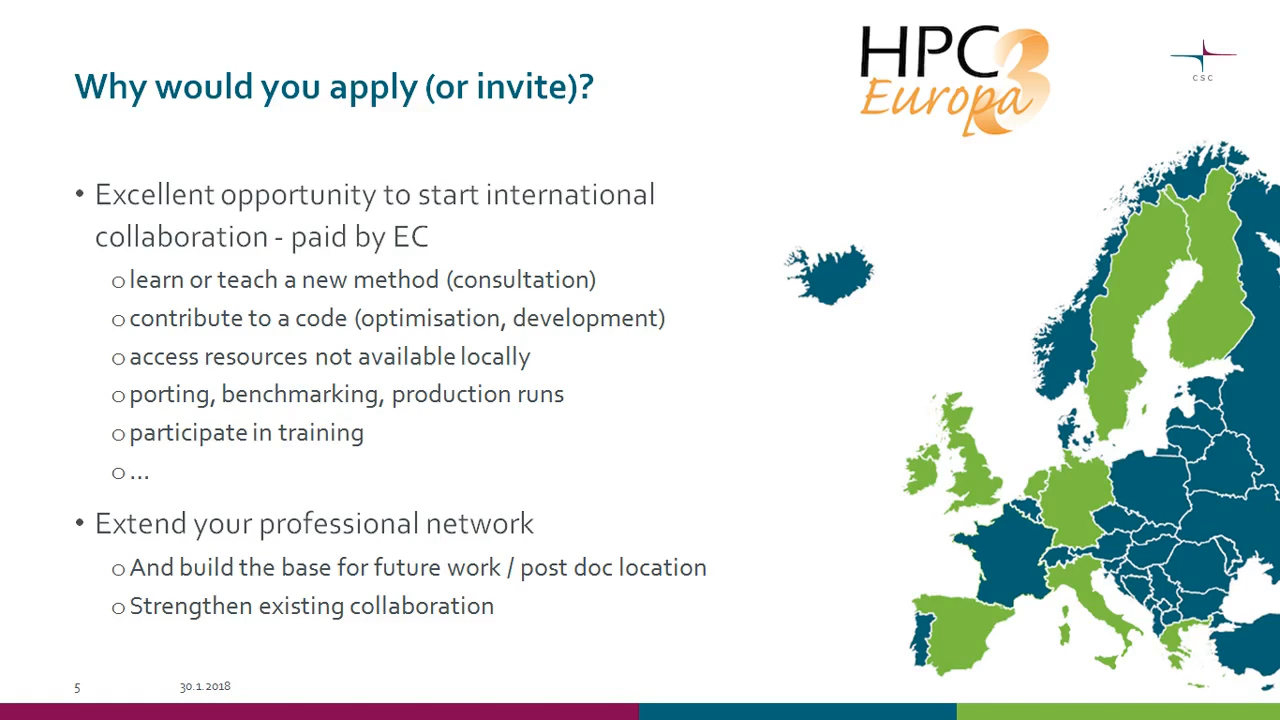 HPC
Europa3
CSC
Why would you apply (or invite)?
• Excellent opportunity to start international
collaboration - paid by EC
o learn or teach a new method (consultation)
o contribute to a code (optimisation, development)
o access resources not available locally
o porting, benchmarking, production runs
o participate in training
o ...
• Extend your professional network
o And build the base for future work / post doc location
o Strengthen existing collaboration
5 30.1.2018